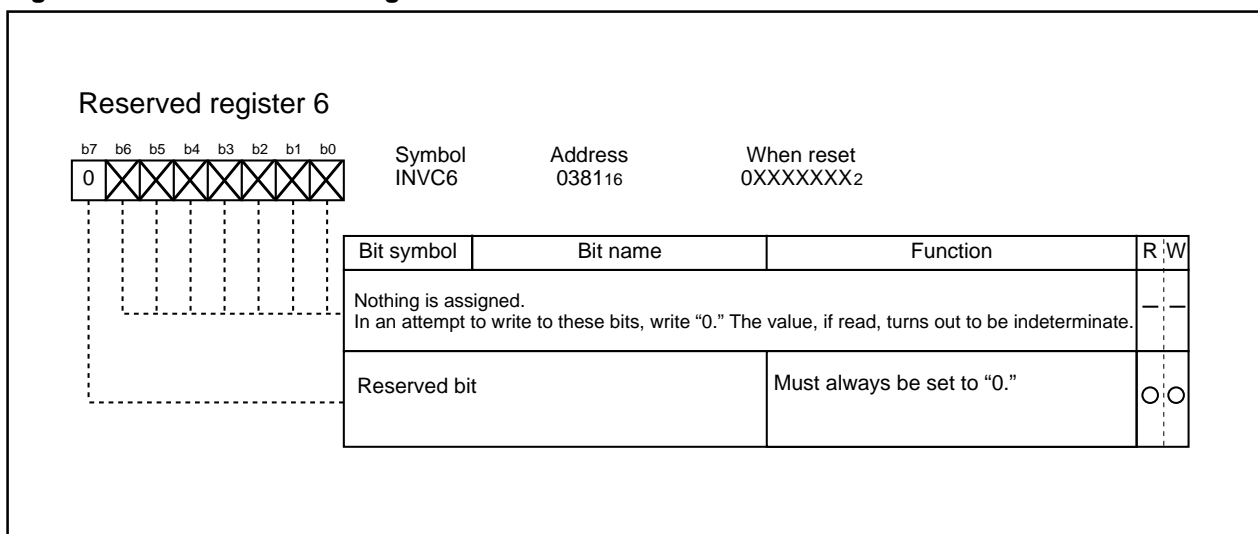 Reserved register 6
b7 b6 b5 b4 b3 b2 b1 b0
Symbol Address When reset
0 INVC6 038116 0XXXXXXX2
Bit symbol Bit name Function R W
Nothing is assigned.
In an attempt to write to these bits, write “0.” The value, if read, turns out to be indeterminate.
Reserved bit Must always be set to “0.”